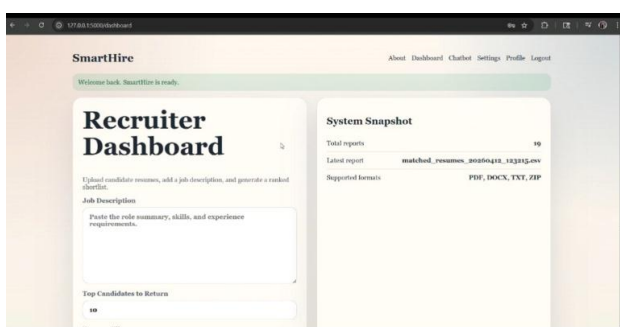 127.0.0.1:5000/dashboard
SmartHire
About Dashboard Chatbot Settings Profile Logout
Welcome back. SmartHire is ready.
Recruiter
Dashboard
Upload candidate resumes, add a job description, and generate a ranked
shortlist.
Job Description
Paste the role summary, skills, and experience
requirements.
Top Candidates to Return
10
System Snapshot
Total reports 19
Latest report matched_resumes_20260412_123215.csv
Supported formats PDF, DOCX, TXT, ZIP